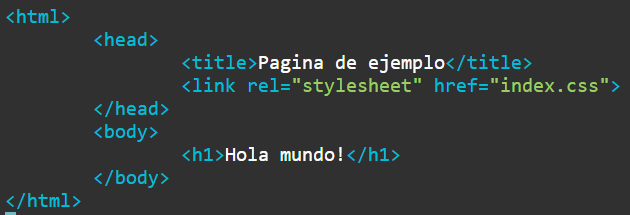 <html>
<head>
<title>Pagina de ejemplo</title>
<link rel="stylesheet" href="index.css">
</head>
<body>
<h1>Hola mundo!</h1>
</body>
</html>